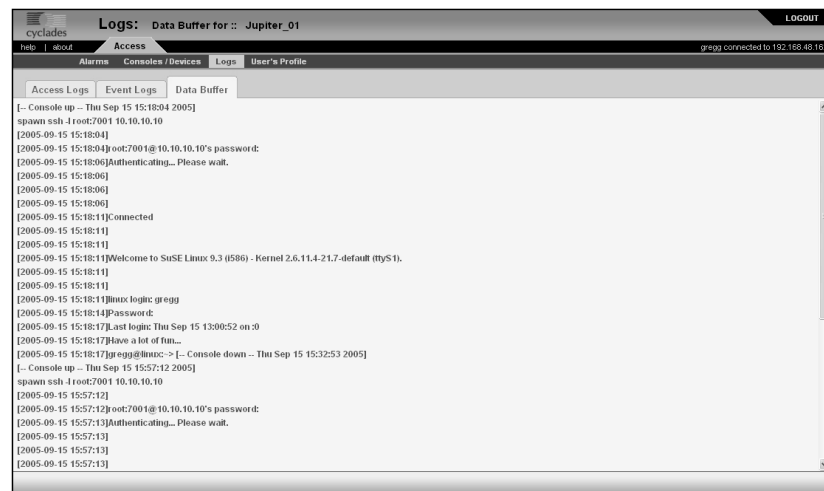 cyclades
Logs: Data Buffer for :: Jupiter_01
LOGOUT
help | about
Access
gregg connected to 192.168.48.16
Alarms Consoles / Devices Logs User's Profile
Access Logs Event Logs Data Buffer
[-- Console up -- Thu Sep 15 15:18:04 2005]
spawn ssh -l root:7001 10.10.10.10
[2005-09-15 15:18:04]
[2005-09-15 15:18:04]root:7001@10.10.10.10's password:
[2005-09-15 15:18:06]Authenticating... Please wait.
[2005-09-15 15:18:06]
[2005-09-15 15:18:06]
[2005-09-15 15:18:06]
[2005-09-15 15:18:11]Connected
[2005-09-15 15:18:11]
[2005-09-15 15:18:11]
[2005-09-15 15:18:11]Welcome to SuSE Linux 9.3 (i586) - Kernel 2.6.11.4-21.7-default (ttyS1).
[2005-09-15 15:18:11]
[2005-09-15 15:18:11]
[2005-09-15 15:18:11]linux login: gregg
[2005-09-15 15:18:14]Password:
[2005-09-15 15:18:17]Last login: Thu Sep 15 13:00:52 on :0
[2005-09-15 15:18:17]Have a lot of fun...
[2005-09-15 15:18:17]gregg@linux:~> [-- Console down -- Thu Sep 15 15:32:53 2005]
[-- Console up -- Thu Sep 15 15:57:12 2005]
spawn ssh -l root:7001 10.10.10.10
[2005-09-15 15:57:12]
[2005-09-15 15:57:12]root:7001@10.10.10.10's password:
[2005-09-15 15:57:13]Authenticating... Please wait.
[2005-09-15 15:57:13]
[2005-09-15 15:57:13]
[2005-09-15 15:57:13]